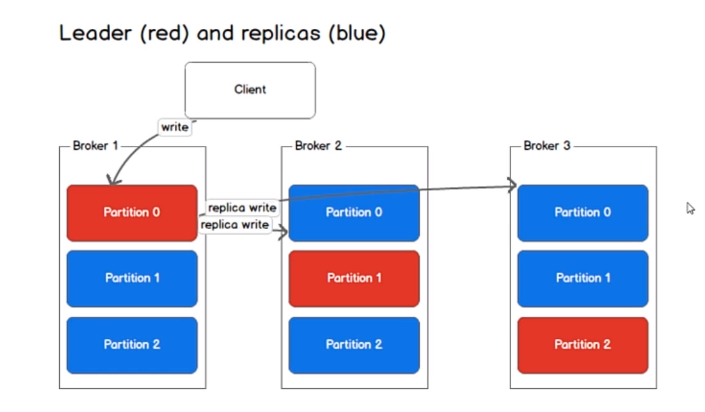 Leader (red) and replicas (blue)
Client
write
Broker 1
Broker 2
Broker 3
Partition 0
replica write
replica write
Partition 0
Partition 0
Partition 1
Partition 1
Partition 1
Partition 2
Partition 2
Partition 2